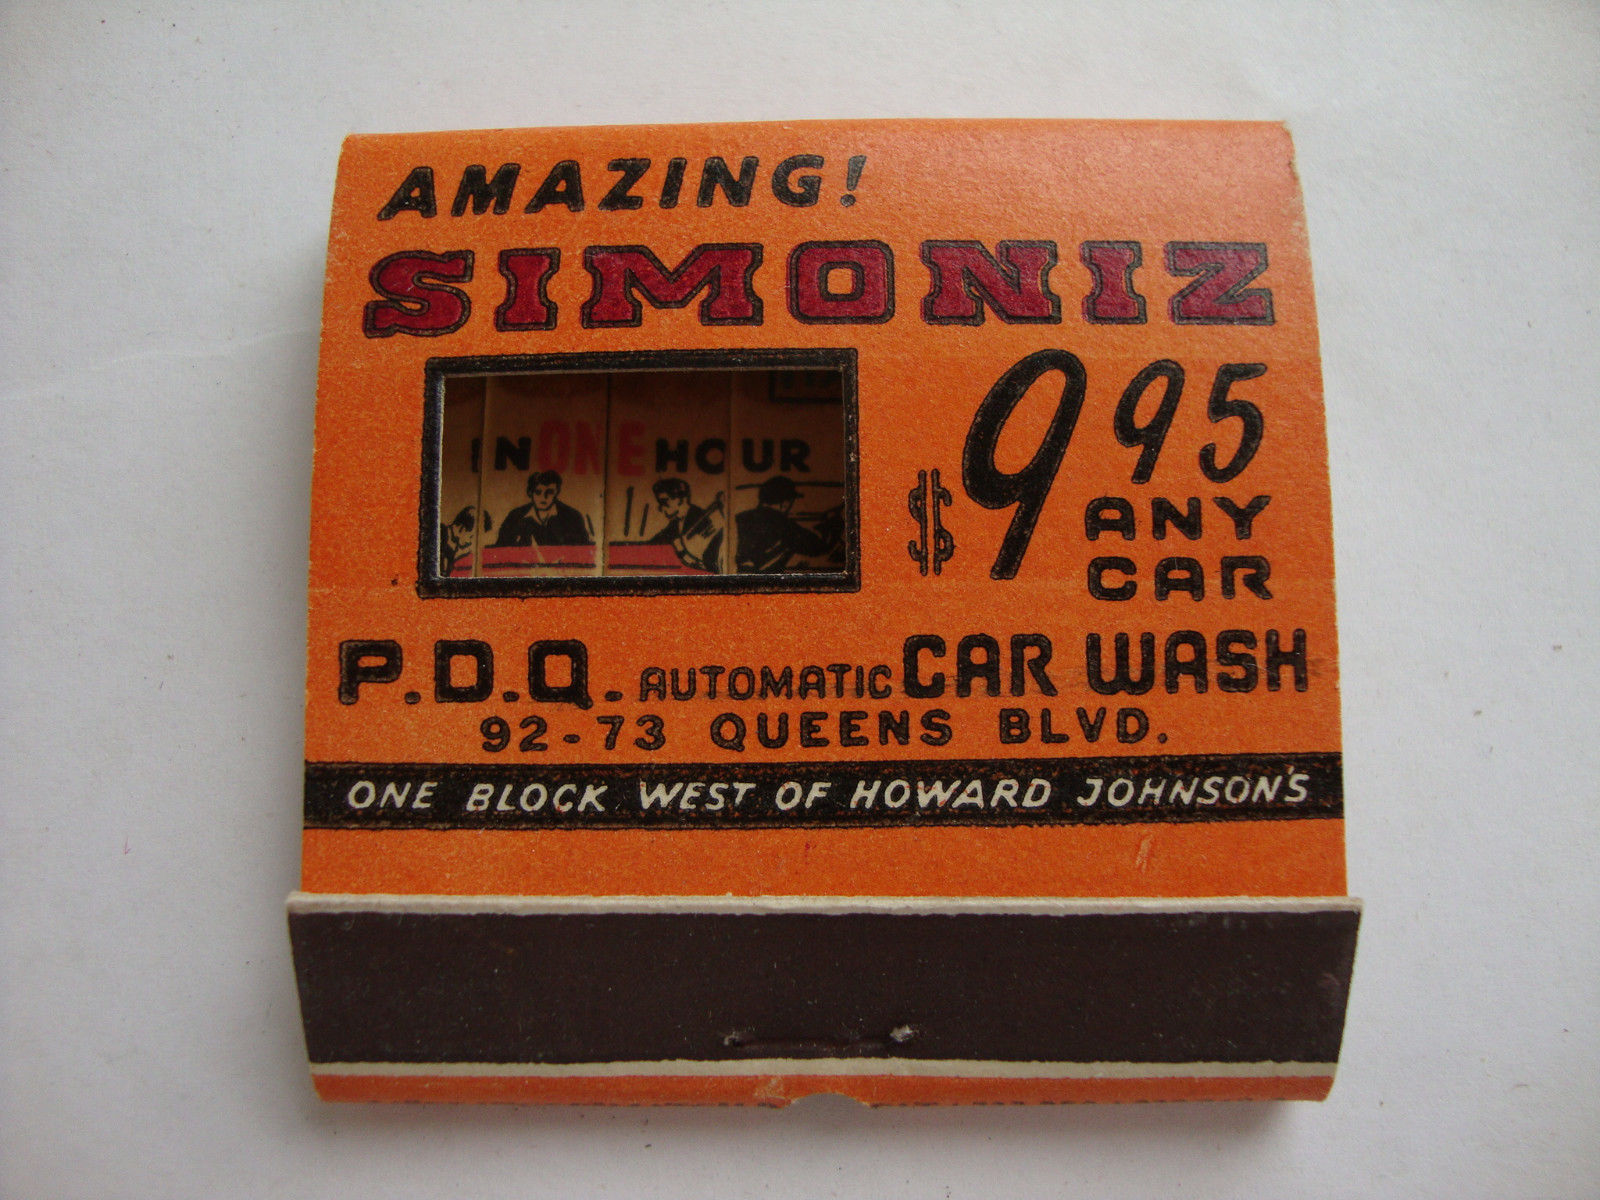 AMAZING!
SIMONIZ
IN ONE HOUR
$9 95
ANY
CAR
P.D.Q. AUTOMATIC CAR WASH
92-73 QUEENS BLVD.
ONE BLOCK WEST OF HOWARD JOHNSON'S